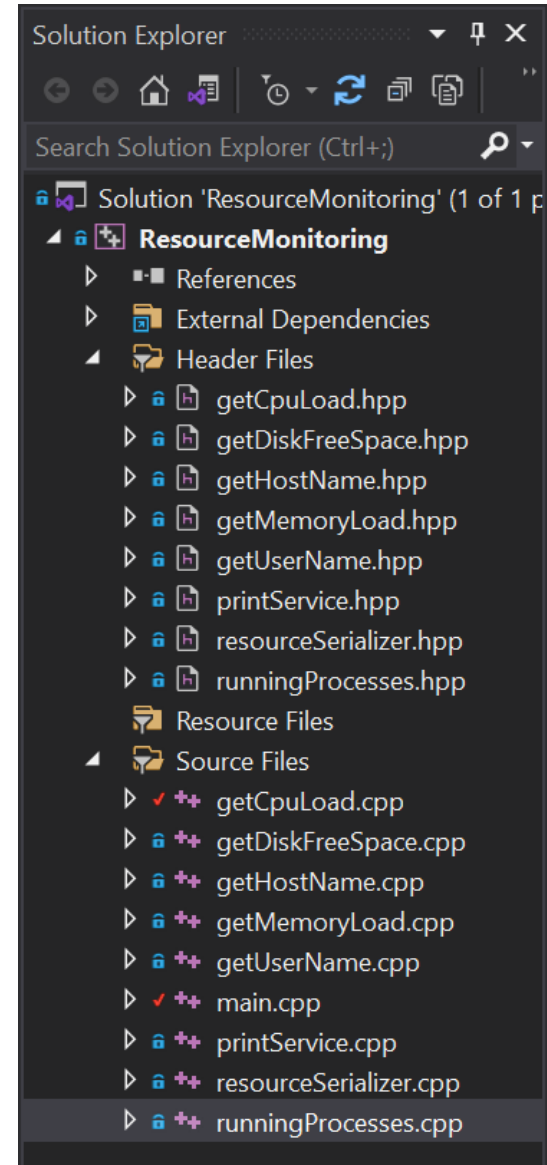 Solution Explorer
Search Solution Explorer (Ctrl+;)
Solution 'ResourceMonitoring' (1 of 1 p
ResourceMonitoring
References
External Dependencies
Header Files
getCpuLoad.hpp
getDiskFreeSpace.hpp
getHostName.hpp
getMemoryLoad.hpp
getUserName.hpp
printService.hpp
resourceSerializer.hpp
runningProcesses.hpp
Resource Files
Source Files
getCpuLoad.cpp
getDiskFreeSpace.cpp
getHostName.cpp
getMemoryLoad.cpp
getUserName.cpp
main.cpp
printService.cpp
resourceSerializer.cpp
runningProcesses.cpp